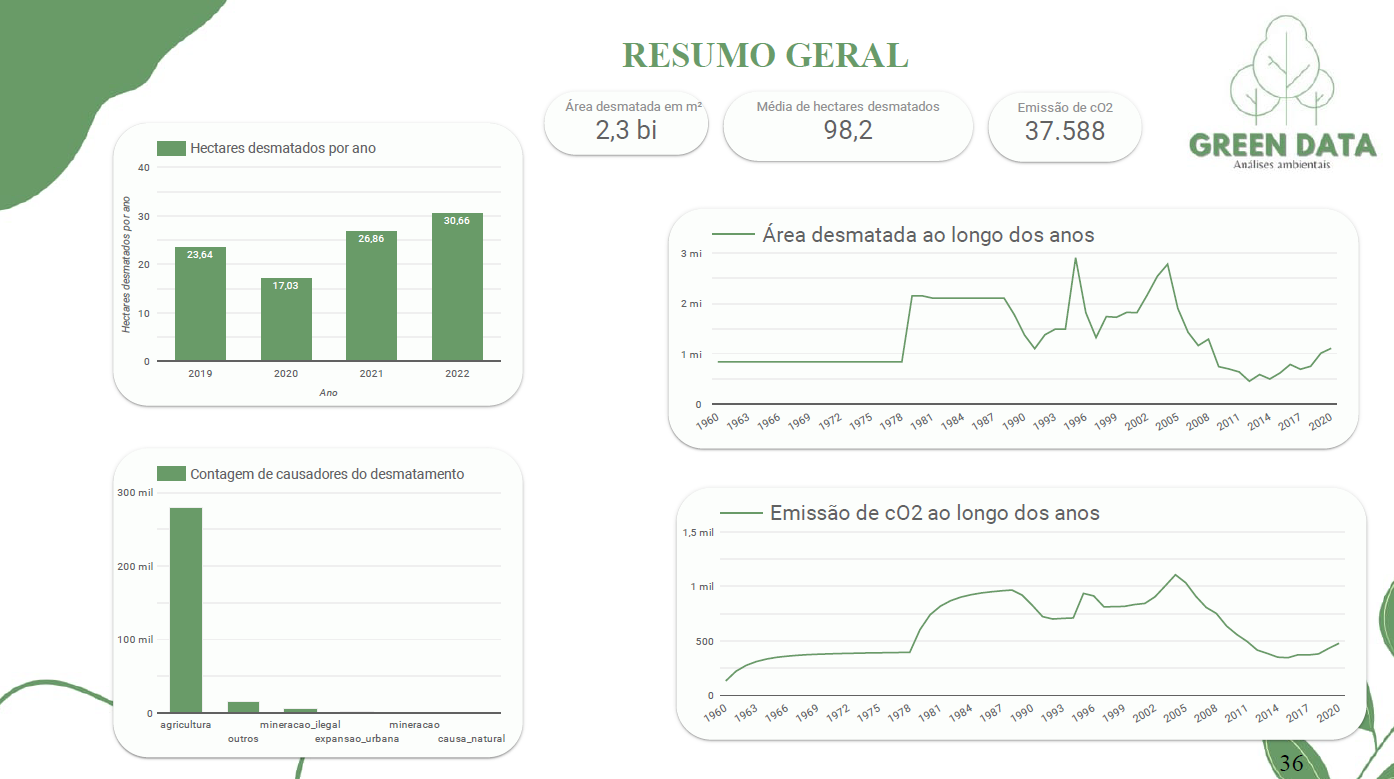 RESUMO GERAL
Área desmatada em m²
2,3 bi
Média de hectares desmatados
98,2
Emissão de cO2
37.588
GREEN DATA
Análises ambientais
Hectares desmatados por ano
Hectares desmatados por ano
40
30
20
10
0
23,64
17,03
26,86
30,66
2019 2020 2021 2022
Ano
Área desmatada ao longo dos anos
3 mi
2 mi
1 mi
0
1960 1963 1966 1969 1972 1975 1978 1981 1984 1987 1990 1993 1996 1999 2002 2005 2008 2011 2014 2017 2020
Contagem de causadores do desmatamento
300 mil
200 mil
100 mil
0
agricultura mineracao_ilegal mineracao
outros expansao_urbana causa_natural
Emissão de cO2 ao longo dos anos
1,5 mil
1 mil
500
0
1960 1963 1966 1969 1972 1975 1978 1981 1984 1987 1990 1993 1996 1999 2002 2005 2008 2011 2014 2017 2020
36